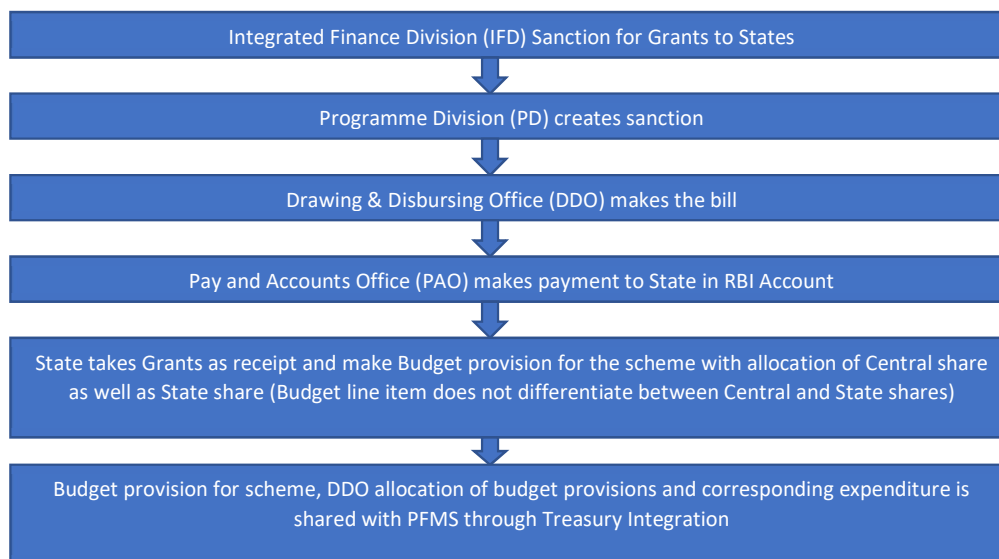 Integrated Finance Division (IFD) Sanction for Grants to States
Programme Division (PD) creates sanction
Drawing & Disbursing Office (DDO) makes the bill
Pay and Accounts Office (PAO) makes payment to State in RBI Account
State takes Grants as receipt and make Budget provision for the scheme with allocation of Central share
as well as State share (Budget line item does not differentiate between Central and State shares)
Budget provision for scheme, DDO allocation of budget provisions and corresponding expenditure is
shared with PFMS through Treasury Integration